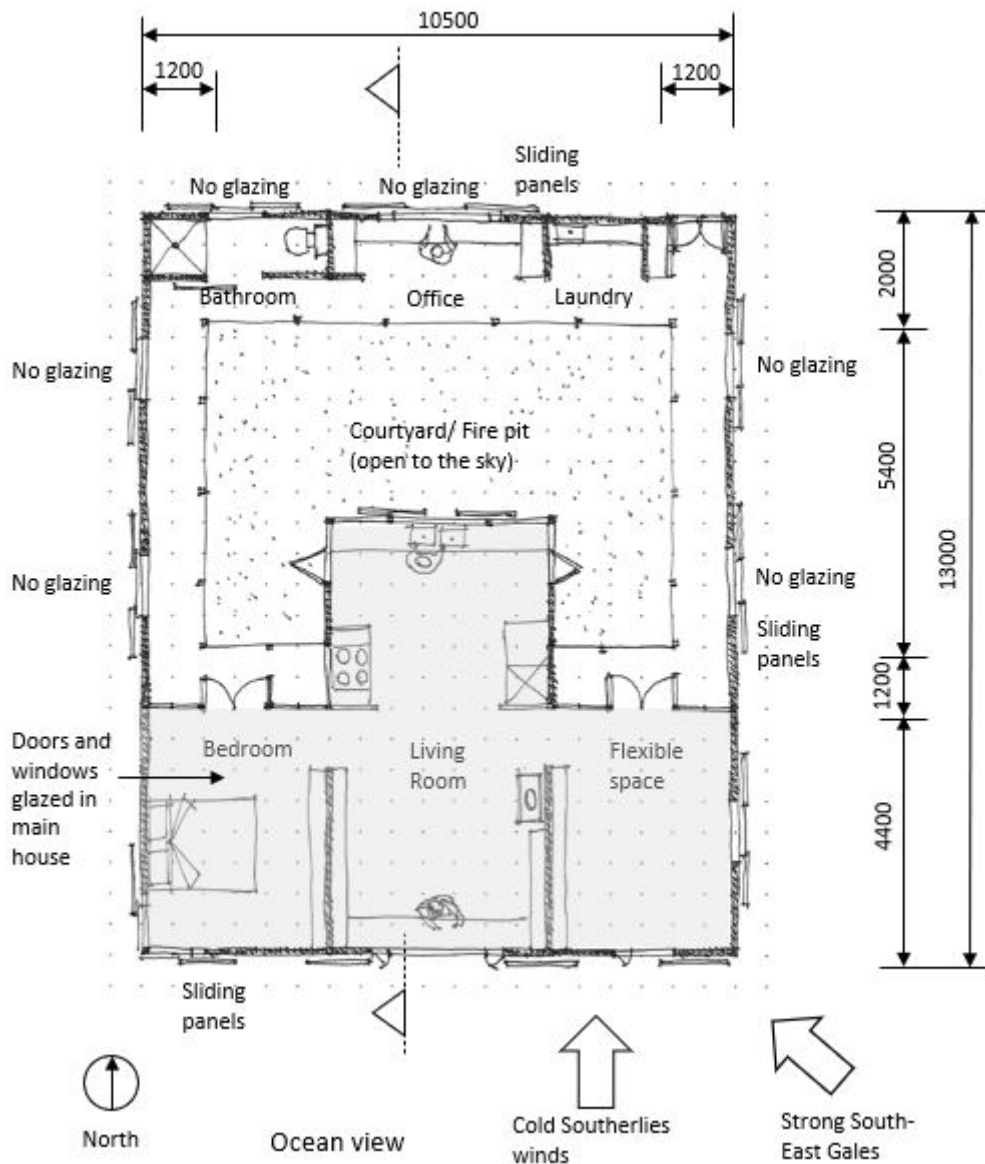 10500
1200
1200
Sliding
panels
No glazing
No glazing
Bathroom
Office
Laundry
2000
No glazing
No glazing
Courtyard/ Fire pit
(open to the sky)
5400
13000
No glazing
No glazing
Sliding
panels
1200
Doors and
windows
glazed in
main
house
Bedroom
Living
Room
Flexible
space
4400
Sliding
panels
North
Ocean view
Cold Southerlies
winds
Strong South-
East Gales